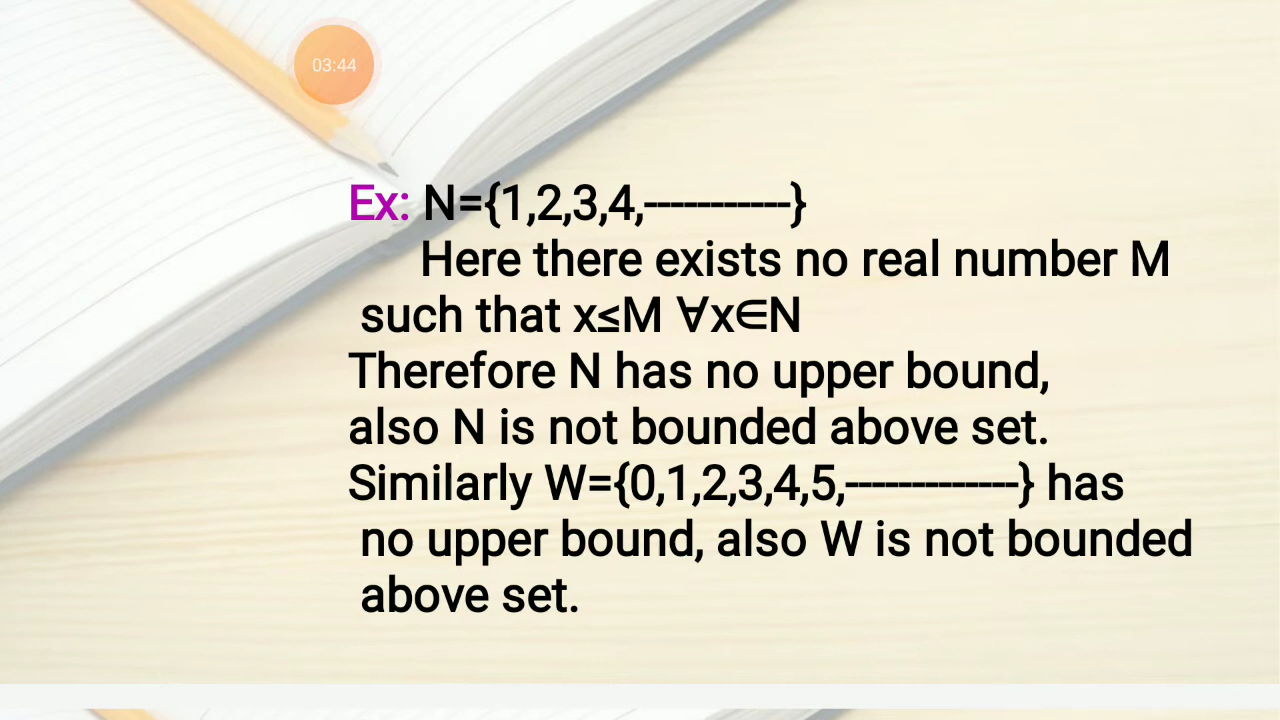 03:44
Ex: N={1,2,3,4,-----------}
Here there exists no real number M
such that x≤M ∀x∈N
Therefore N has no upper bound,
also N is not bounded above set.
Similarly W={0,1,2,3,4,5,-------------} has
no upper bound, also W is not bounded
above set.